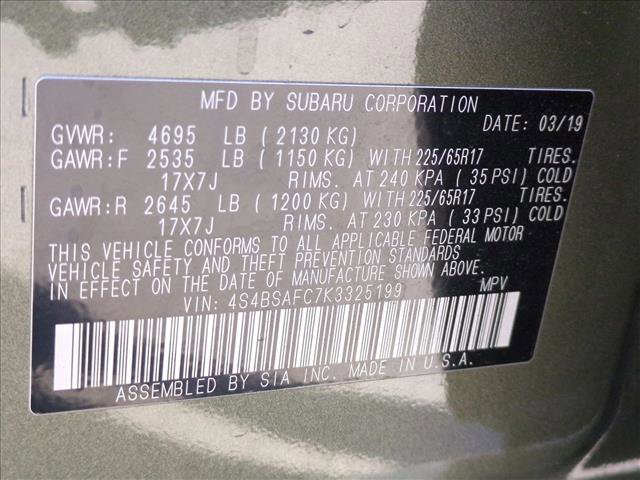 MFD BY SUBARU CORPORATION
DATE: 03/19
GVWR: 4695 LB (2130 KG)
GAWR:F 2535 LB (1150 KG) WITH 225/65R17 TIRES.
17X7J RIMS. AT 240 KPA (35 PSI) COLD
GAWR:R 2645 LB (1200 KG) WITH 225/65R17 TIRES.
17X7J RIMS. AT 230 KPA (33 PSI) COLD
THIS VEHICLE CONFORMS TO ALL APPLICABLE FEDERAL MOTOR
VEHICLE SAFETY AND THEFT PREVENTION STANDARDS
IN EFFECT ON THE DATE OF MANUFACTURE SHOWN ABOVE.
VIN: 4S4BSAFC7K3325199 MPV
ASSEMBLED BY SIA INC. MADE IN U.S.A.